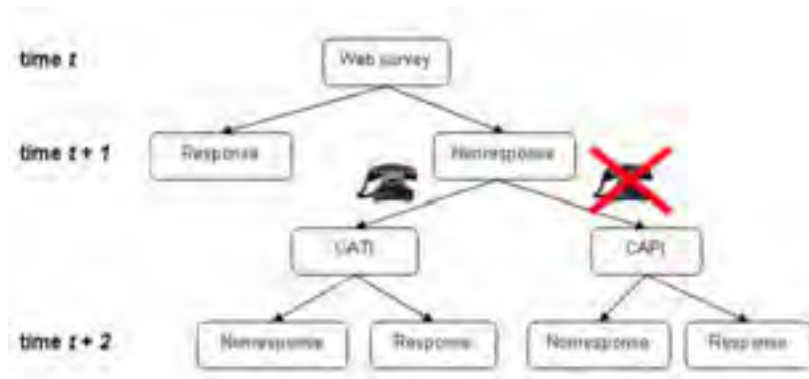 time t
Web survey
time t + 1
Response
Nonresponse
CATI
CAPI
time t + 2
Nonresponse
Response
Nonresponse
Response